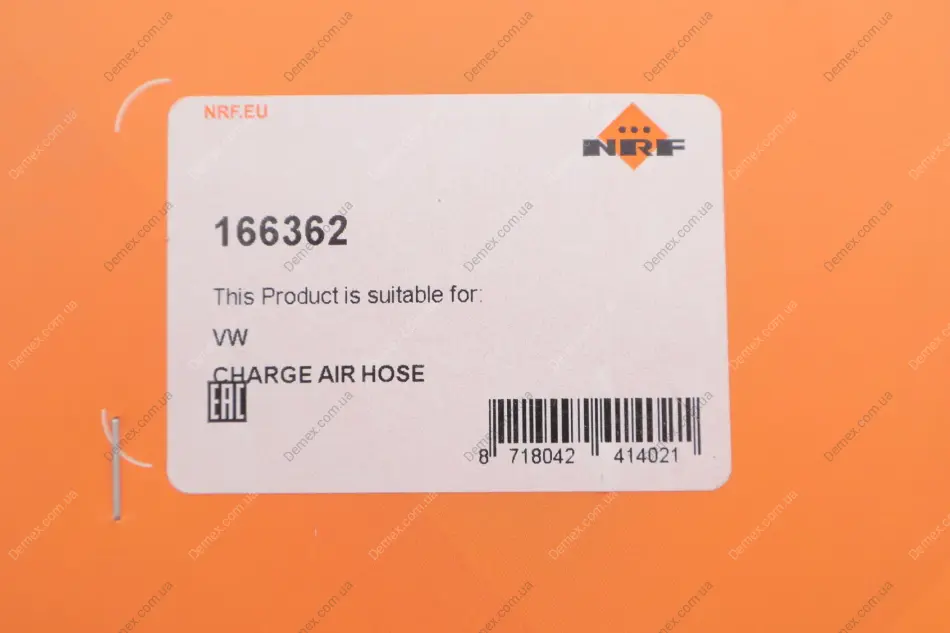 NRF.EU
NRF
166362
This Product is suitable for:
VW
CHARGE AIR HOSE
EAC
8 718042 414021
Demex.com.ua